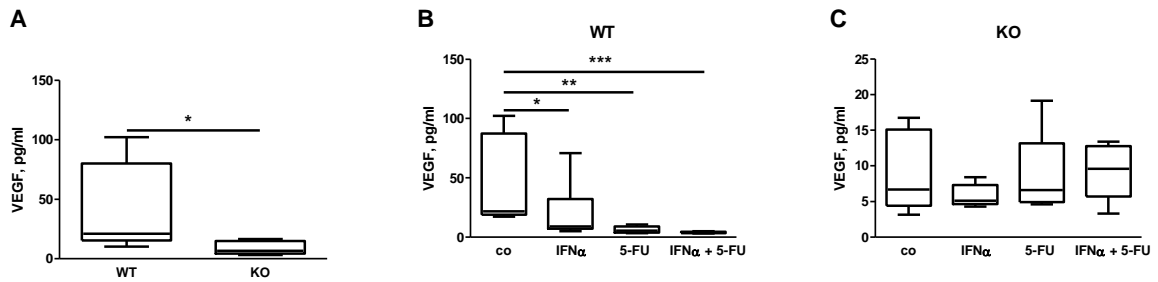 A
VEGF, pg/ml
150
100
50
0
*
WT
KO
B
WT
VEGF, pg/ml
150
100
50
0
***
**
*
co
IFNα
5-FU
IFNα + 5-FU
C
KO
VEGF, pg/ml
25
20
15
10
5
0
co
IFNα
5-FU
IFNα + 5-FU